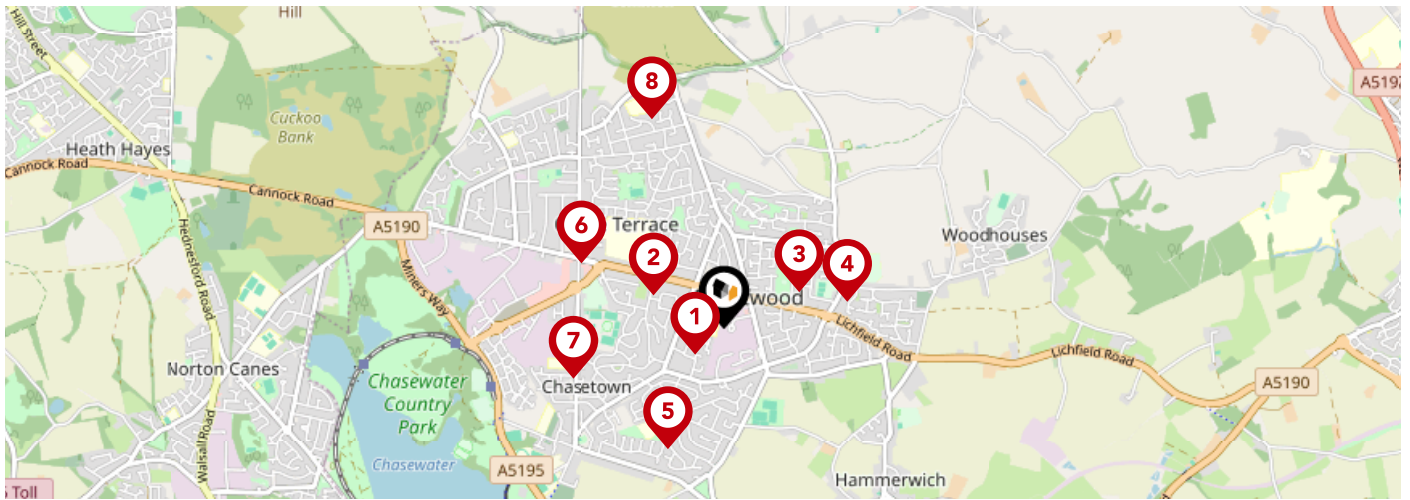 Hill
Hill Street
A519
8
Cuckoo
Bank
Heath Hayes
Cannock Road
Cannock Road
A5190
6
Terrace
Woodhouses
2
3
4
Hednesford Road
Miners Way
wood
1
Lichfield Road
Lichfield Road
7
Norton Canes
Chasetown
Chasewater
Country
Park
A5190
5
Walsall Road
Chasewater
A5195
Hammerwich
Toll